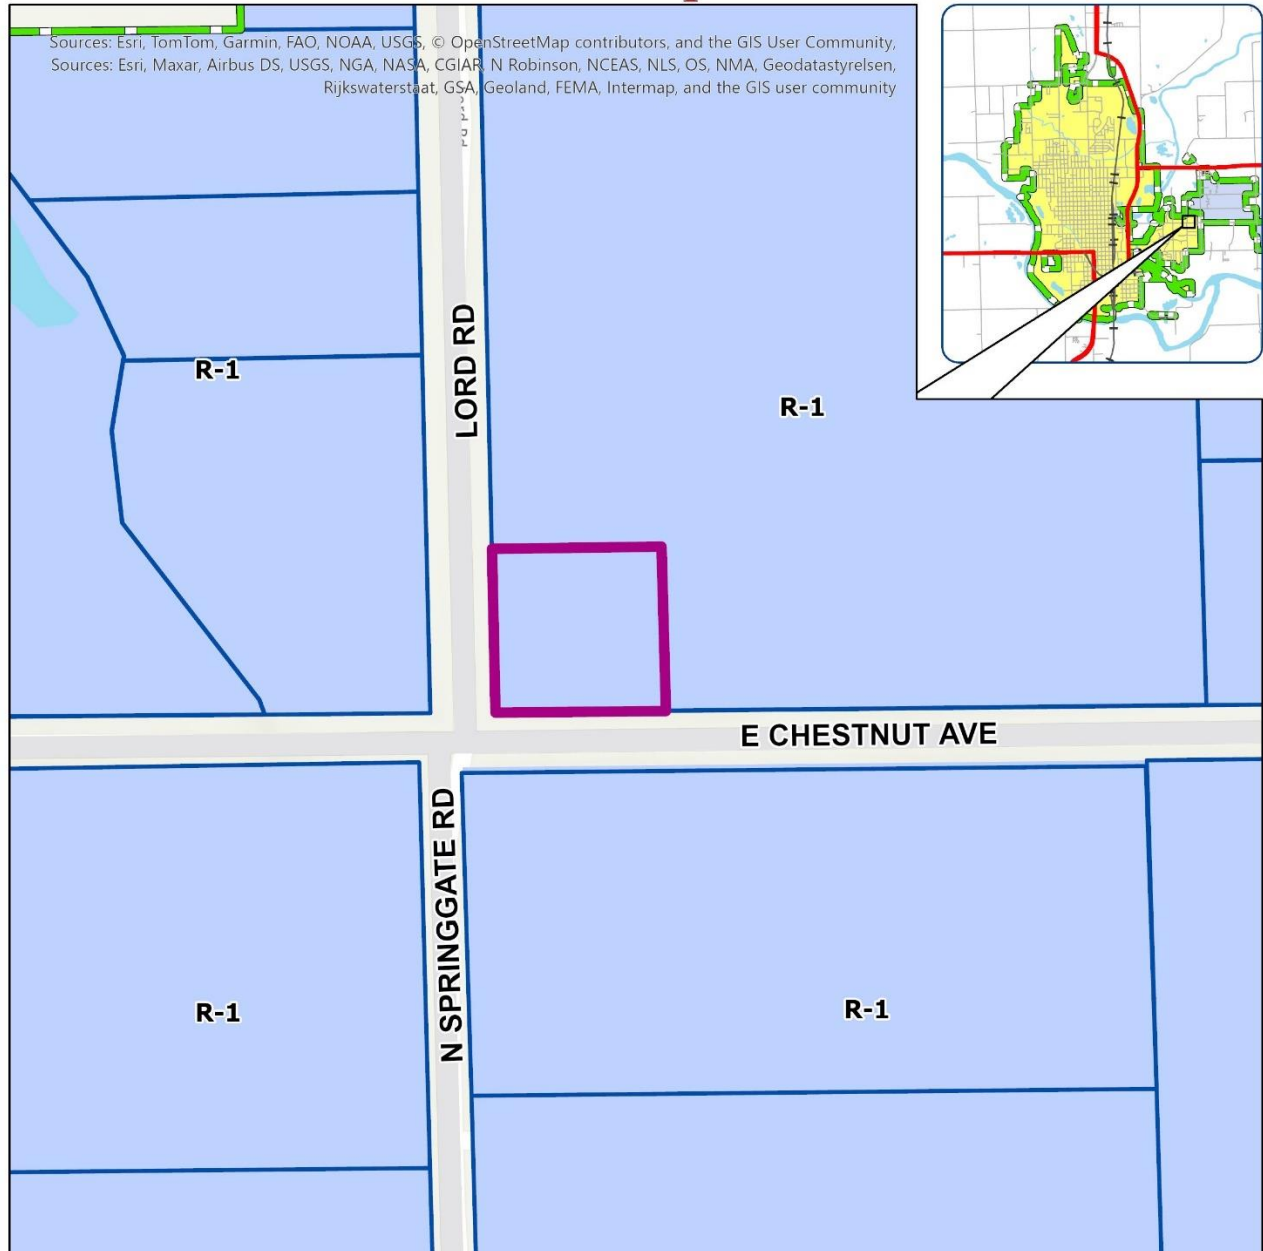 Sources: Esri, TomTom, Garmin, FAO, NOAA, USGS, © OpenStreetMap contributors, and the GIS User Community,
Sources: Esri, Maxar, Airbus DS, USGS, NGA, NASA, CGIAR, N Robinson, NCEAS, NLS, OS, NMA, Geodatastyrelsen,
Rijkswaterstaat, GSA, Geoland, FEMA, Intermap, and the GIS user community
LORD RD
R-1
R-1
E CHESTNUT AVE
N SPRINGGATE RD
R-1
R-1